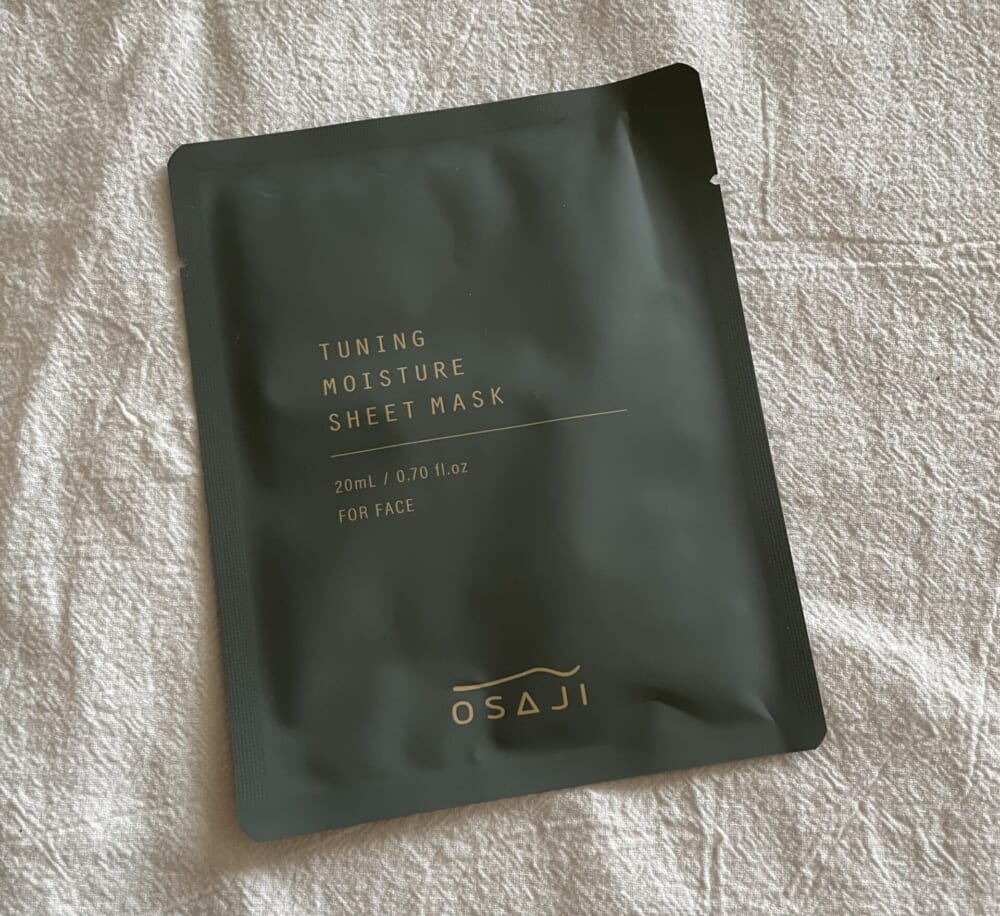 TUNING
MOISTURE
SHEET MASK
20mL / 0.70 fl.oz
FOR FACE
OSAJI